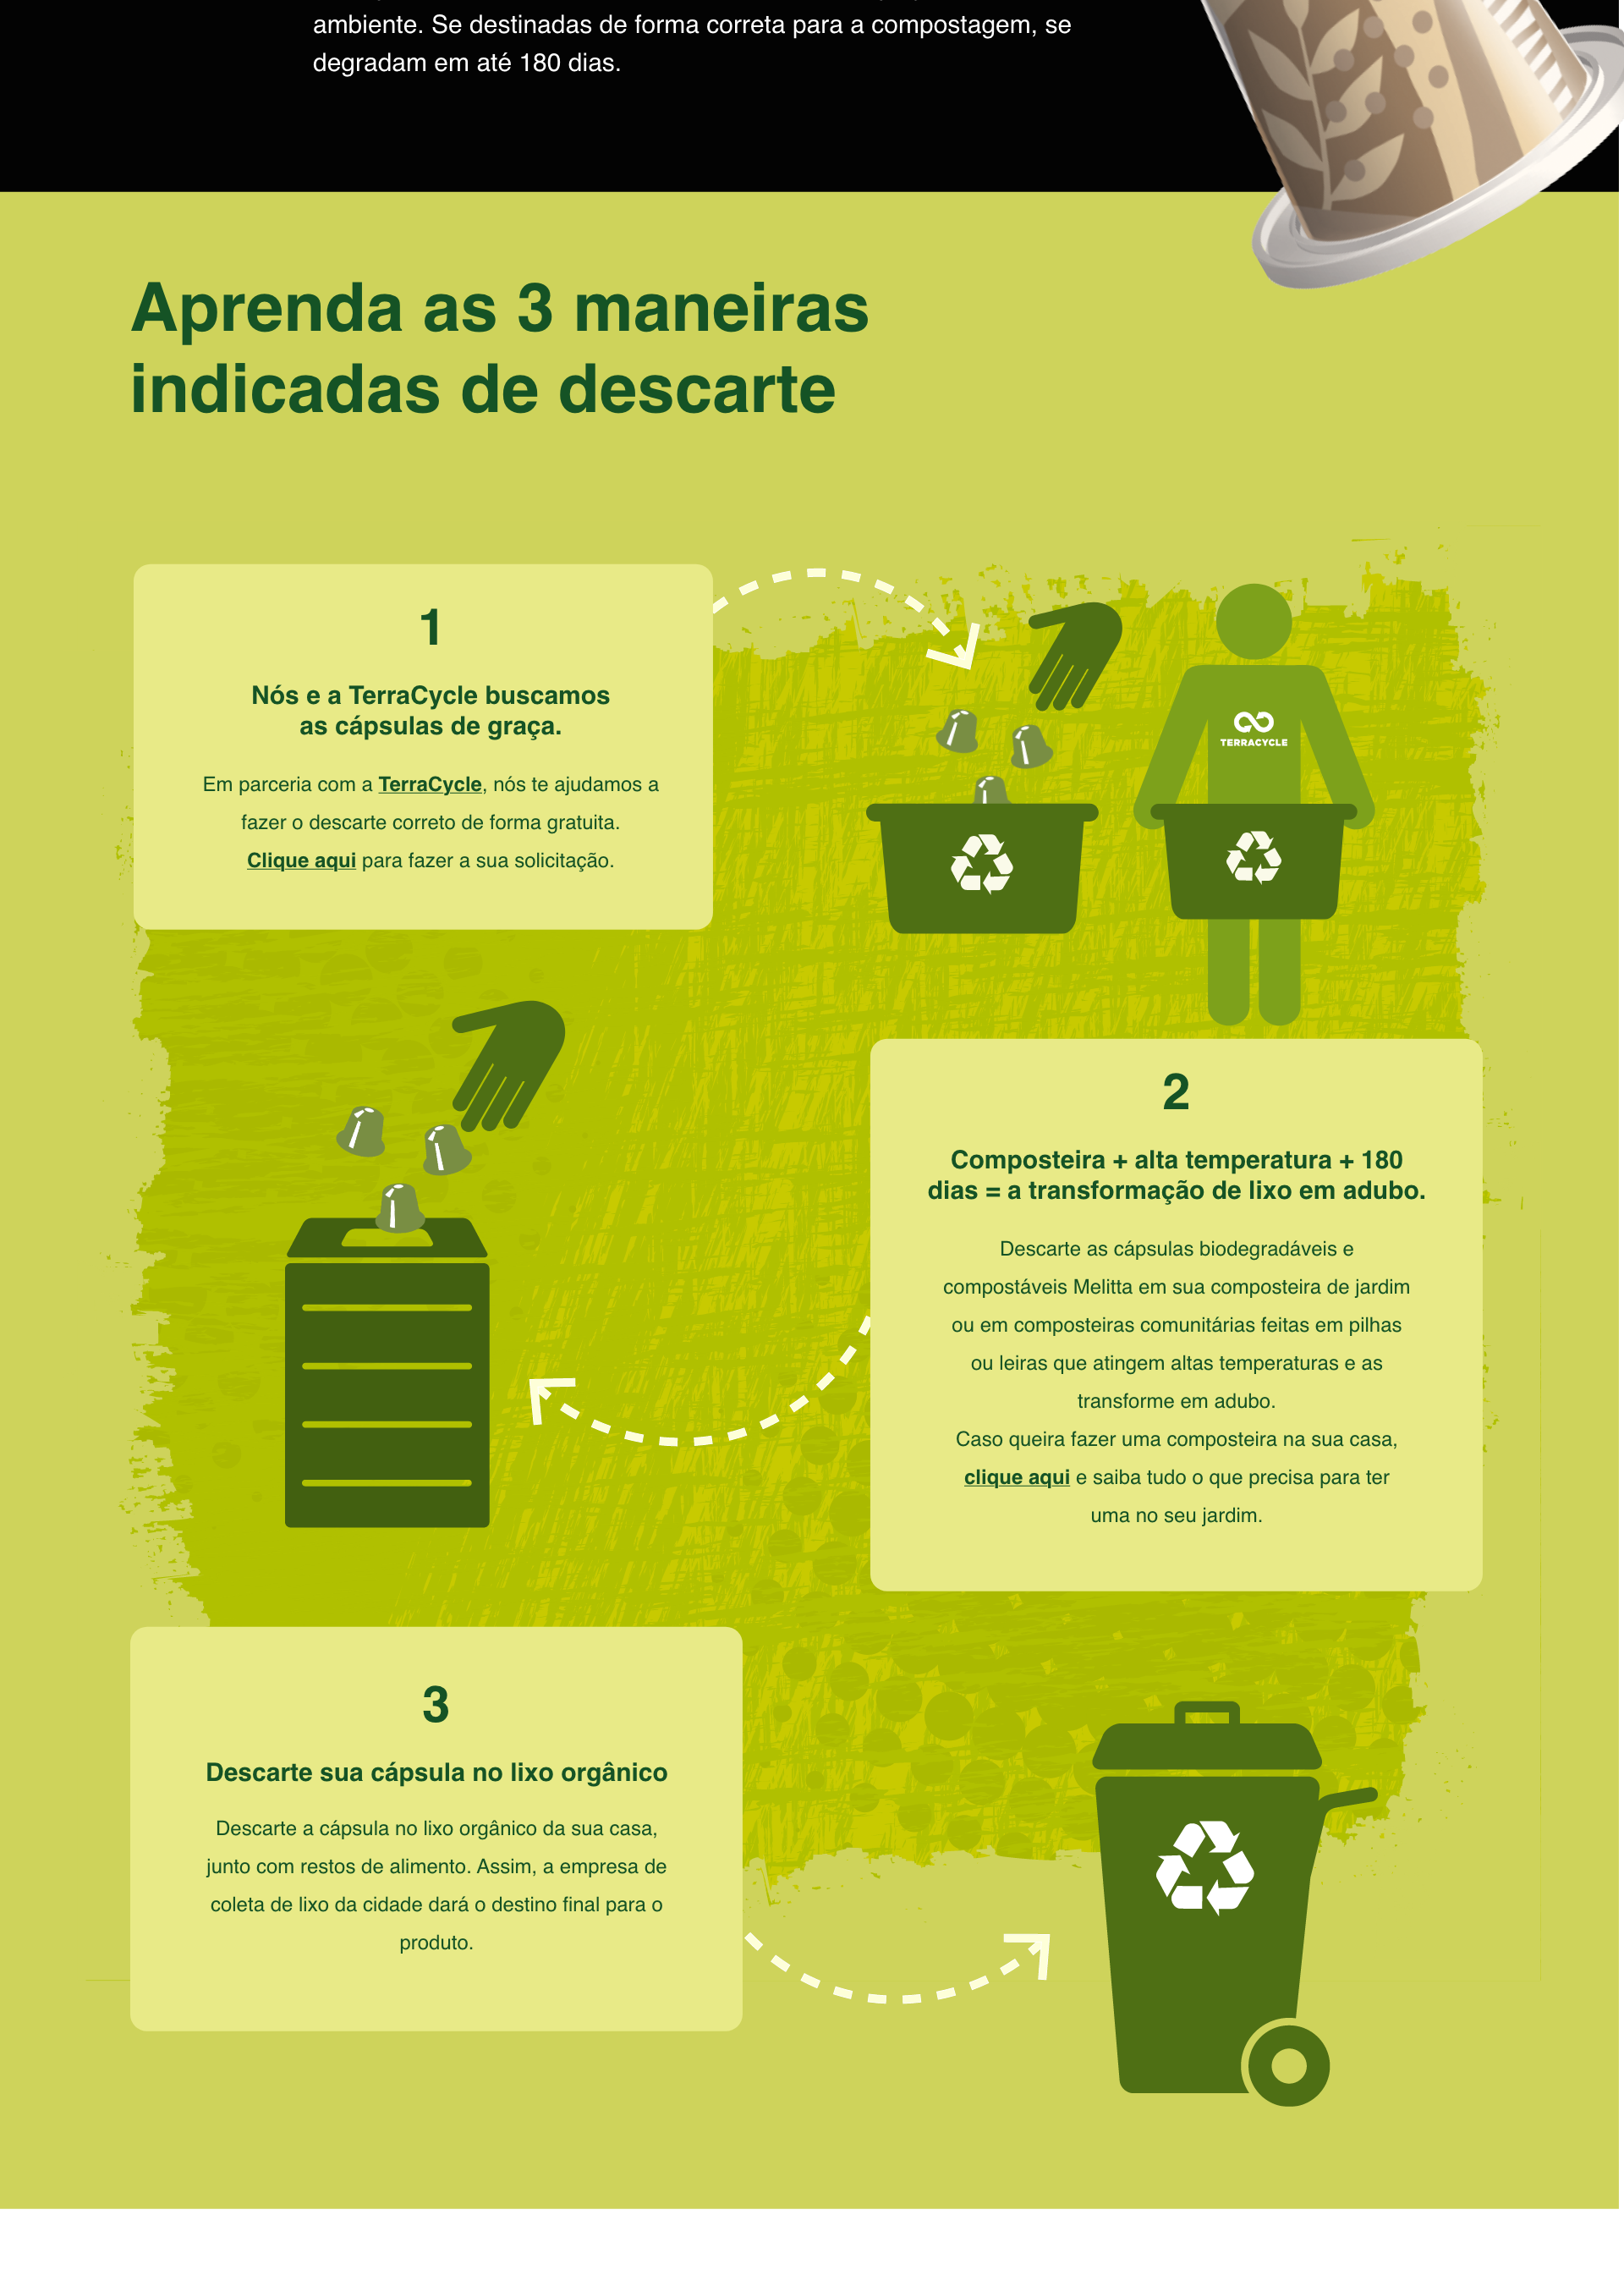 ambiente. Se destinadas de forma correta para a compostagem, se
degradam em até 180 dias.
Aprenda as 3 maneiras
indicadas de descarte
1
Nós e a TerraCycle buscamos
as cápsulas de graça.
Em parceria com a TerraCycle, nós te ajudamos a
fazer o descarte correto de forma gratuita.
Clique aqui para fazer a sua solicitação.
TERRACYCLE
2
Composteira + alta temperatura + 180
dias = a transformação de lixo em adubo.
Descarte as cápsulas biodegradáveis e
compostáveis Melitta em sua composteira de jardim
ou em composteiras comunitárias feitas em pilhas
ou leiras que atingem altas temperaturas e as
transforme em adubo.
Caso queira fazer uma composteira na sua casa,
clique aqui e saiba tudo o que precisa para ter
uma no seu jardim.
3
Descarte sua cápsula no lixo orgânico
Descarte a cápsula no lixo orgânico da sua casa,
junto com restos de alimento. Assim, a empresa de
coleta de lixo da cidade dará o destino final para o
produto.